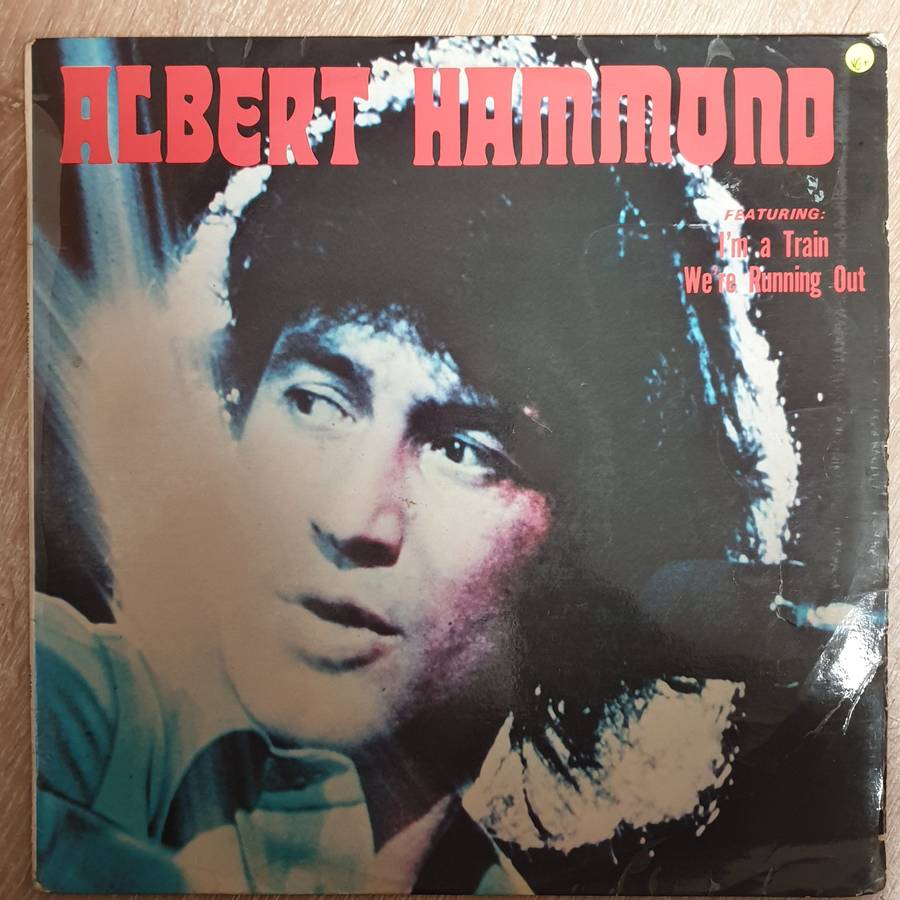 ALBERT HAMMOND
FEATURING:
I'm a Train
We're Running Out